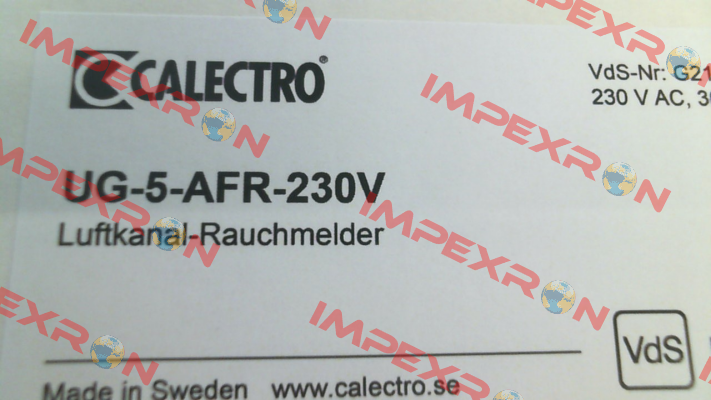 CALECTRO®
VdS-Nr: G21
230 V AC, 3
UG-5-AFR-230V
Luftkanal-Rauchmelder
VdS
Made in Sweden www.calectro.se
IMPEXRON
IMPEXRON
IMPEXRON
IMPEXRON
IMPEXRON
IMPEXRON
IMPEXRON